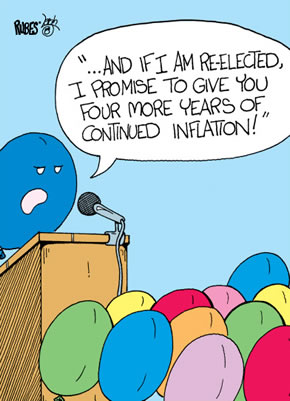 RUBES®
"...AND IF I AM RE-ELECTED,
I PROMISE TO GIVE YOU
FOUR MORE YEARS OF
CONTINUED INFLATION!"